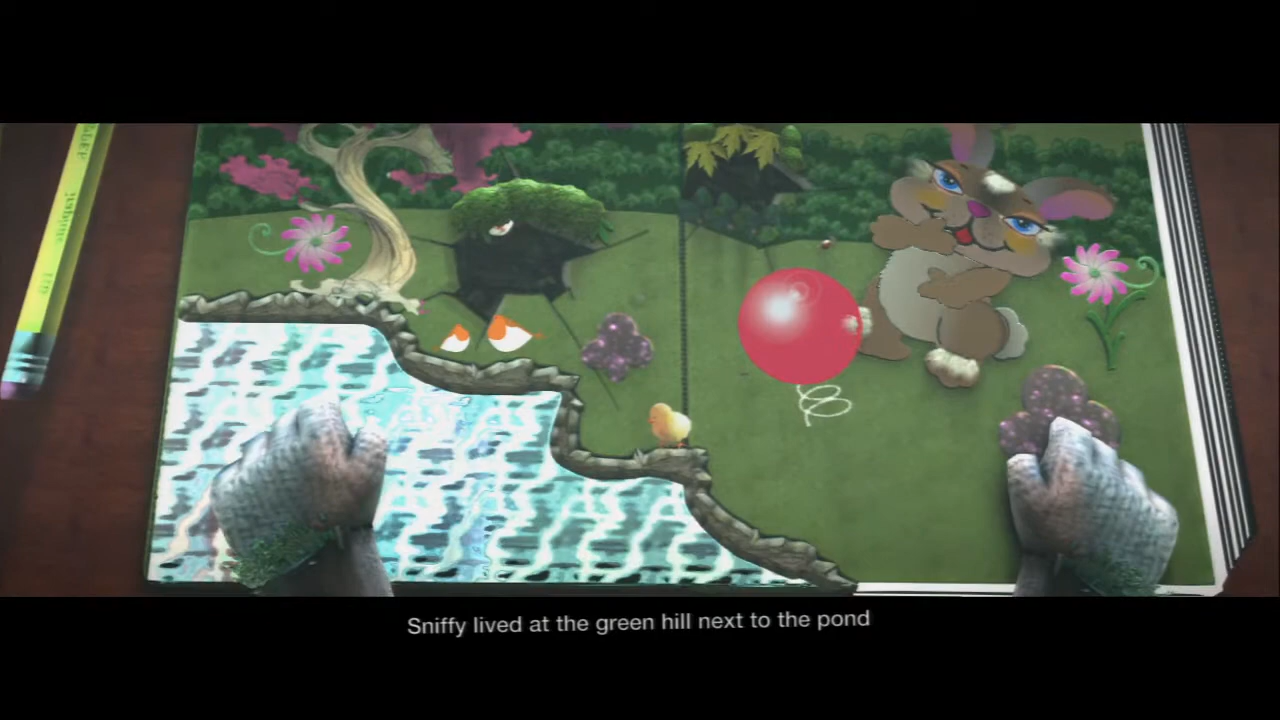 Sniffy lived at the green hill next to the pond